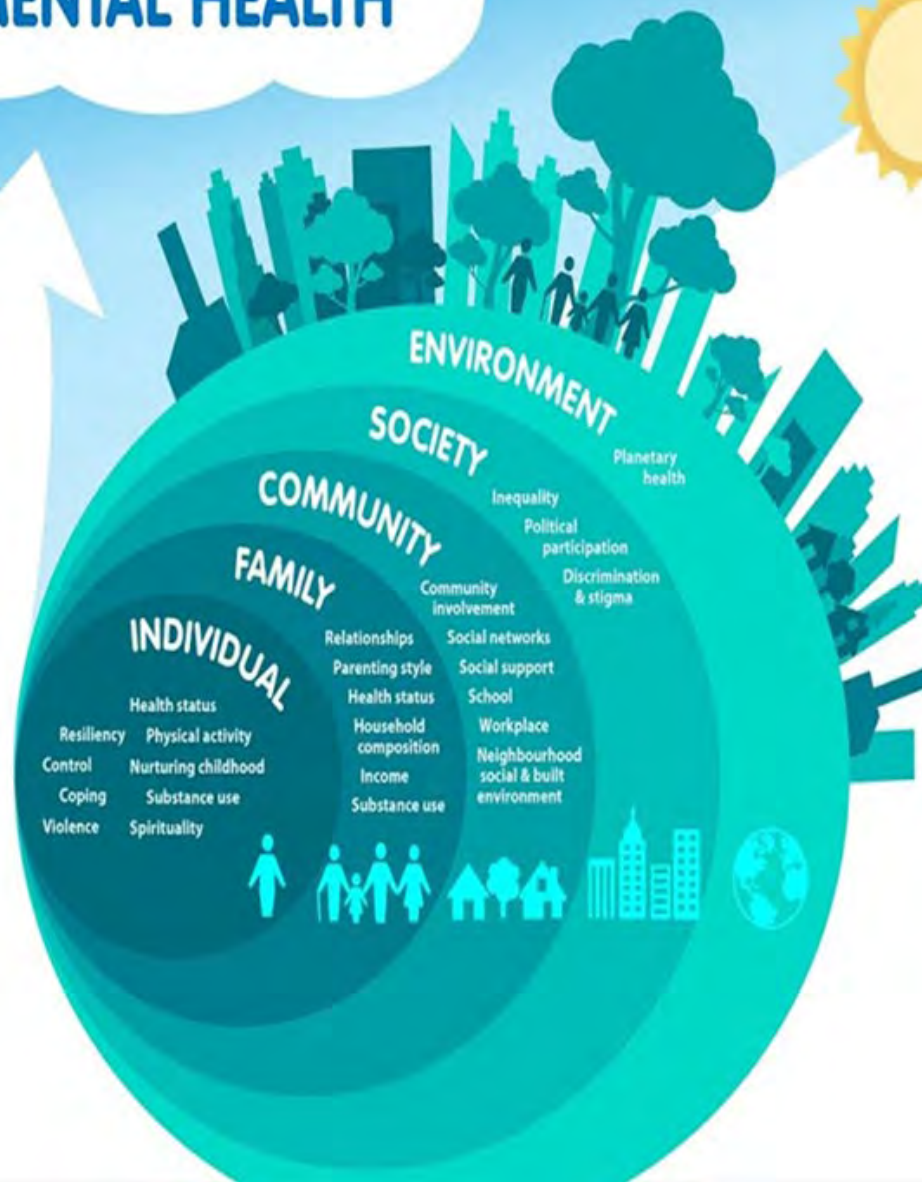 MENTAL HEALTH
ENVIRONMENT
Planetary
health
SOCIETY
Inequality
Political
participation
Discrimination
& stigma
COMMUNITY
Community
involvement
Social networks
Social support
School
Workplace
Neighbourhood
social & built
environment
FAMILY
Relationships
Parenting style
Health status
Household
composition
Income
Substance use
INDIVIDUAL
Health status
Resiliency Physical activity
Control Nurturing childhood
Coping Substance use
Violence Spirituality